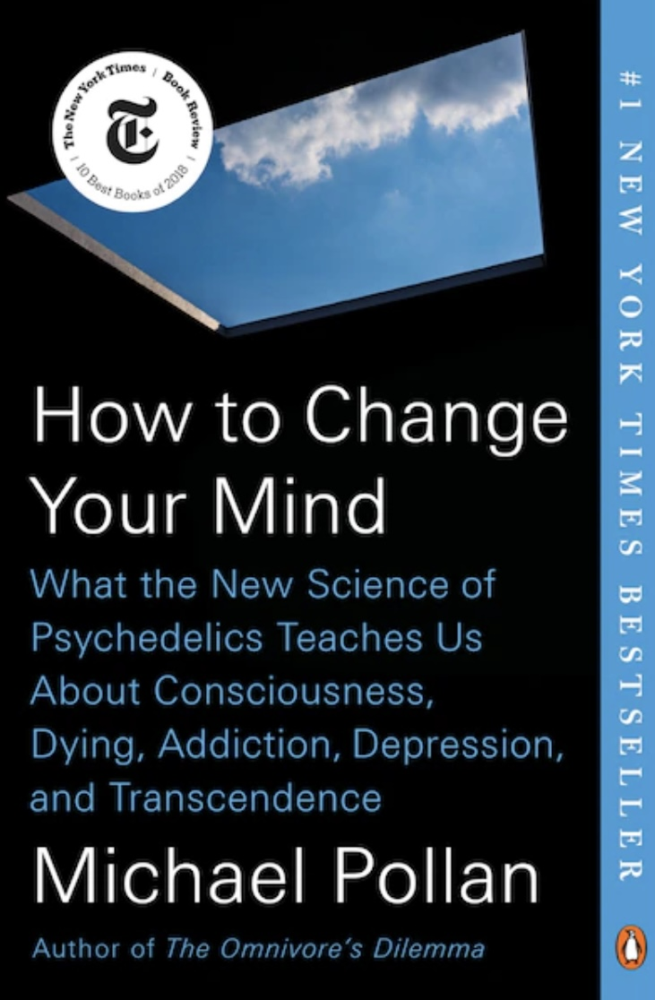 The New York Times | Book Review
| 10 Best Books of 2018 |
T
How to Change
Your Mind
What the New Science of
Psychedelics Teaches Us
About Consciousness,
Dying, Addiction, Depression,
and Transcendence
Michael Pollan
Author of The Omnivore's Dilemma
#1 NEW YORK TIMES BESTSELLER